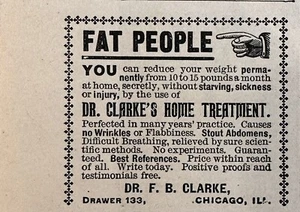 FAT PEOPLE
YOU can reduce your weight perma-
nently from 10 to 15 pounds a month
at home, secretly, without starving, sickness
or injury, by the use of
DR. CLARKE'S HOME TREATMENT.
Perfected in many years' practice. Causes
no Wrinkles or Flabbiness. Stout Abdomens,
Difficult Breathing, relieved by sure scien-
tific methods. No experiments. Guaran-
teed. Best References. Price within reach
of all. Write today. Positive proofs and
testimonials free.
DR. F. B. CLARKE,
DRAWER 133, CHICAGO, ILL.